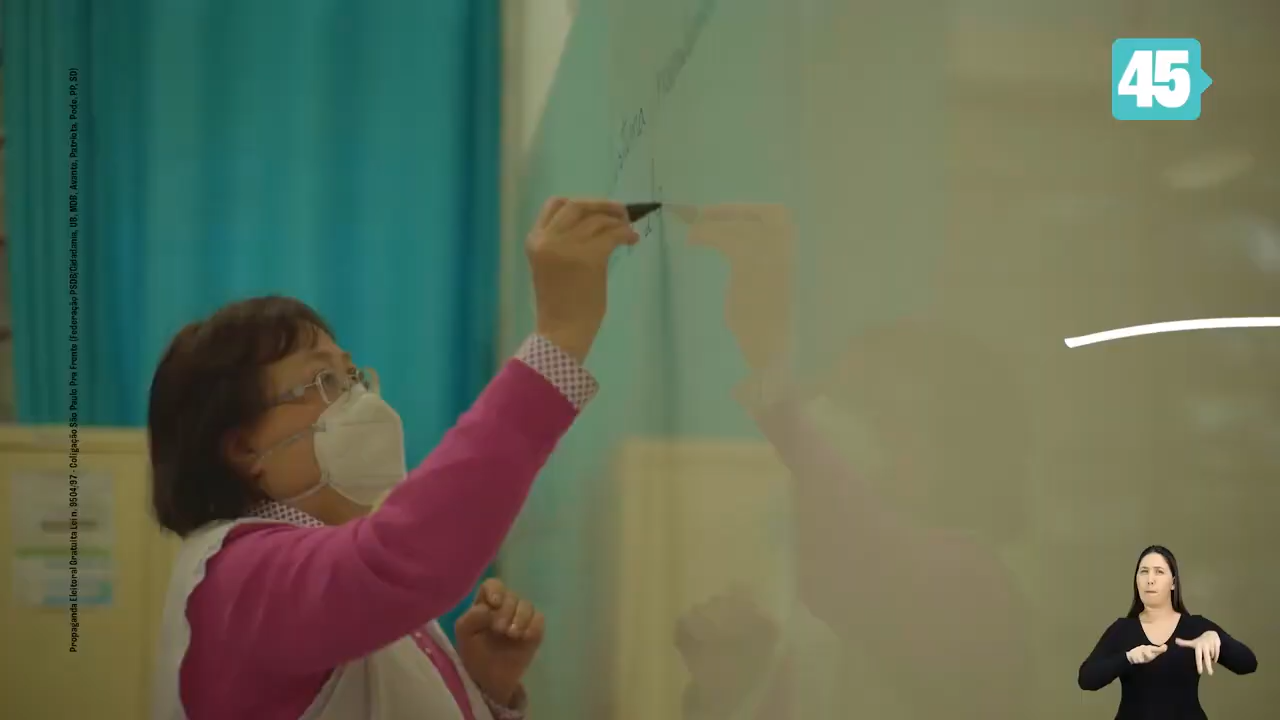 45
Propaganda Eleitoral Gratuita Lei n. 9504/97 - Coligação São Paulo Pra Frente (Federação PSDB/Cidadania, UB, MDB, Avante, Patriota, Pode, PP, SD)